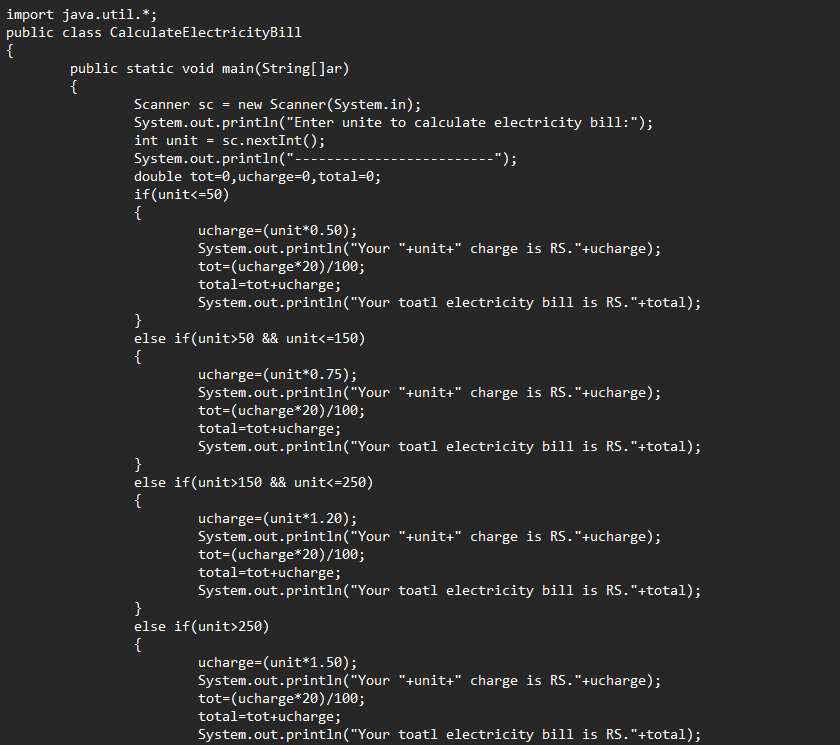 import java.util.*;
public class CalculateElectricityBill
{
public static void main(String[]ar)
{
Scanner sc = new Scanner(System.in);
System.out.println("Enter unite to calculate electricity bill:");
int unit = sc.nextInt();
System.out.println("-------------------------");
double tot=0,ucharge=0,total=0;
if(unit<=50)
{
ucharge=(unit*0.50);
System.out.println("Your "+unit+" charge is RS."+ucharge);
tot=(ucharge*20)/100;
total=tot+ucharge;
System.out.println("Your toatl electricity bill is RS."+total);
}
else if(unit>50 && unit<=150)
{
ucharge=(unit*0.75);
System.out.println("Your "+unit+" charge is RS."+ucharge);
tot=(ucharge*20)/100;
total=tot+ucharge;
System.out.println("Your toatl electricity bill is RS."+total);
}
else if(unit>150 && unit<=250)
{
ucharge=(unit*1.20);
System.out.println("Your "+unit+" charge is RS."+ucharge);
tot=(ucharge*20)/100;
total=tot+ucharge;
System.out.println("Your toatl electricity bill is RS."+total);
}
else if(unit>250)
{
ucharge=(unit*1.50);
System.out.println("Your "+unit+" charge is RS."+ucharge);
tot=(ucharge*20)/100;
total=tot+ucharge;
System.out.println("Your toatl electricity bill is RS."+total);